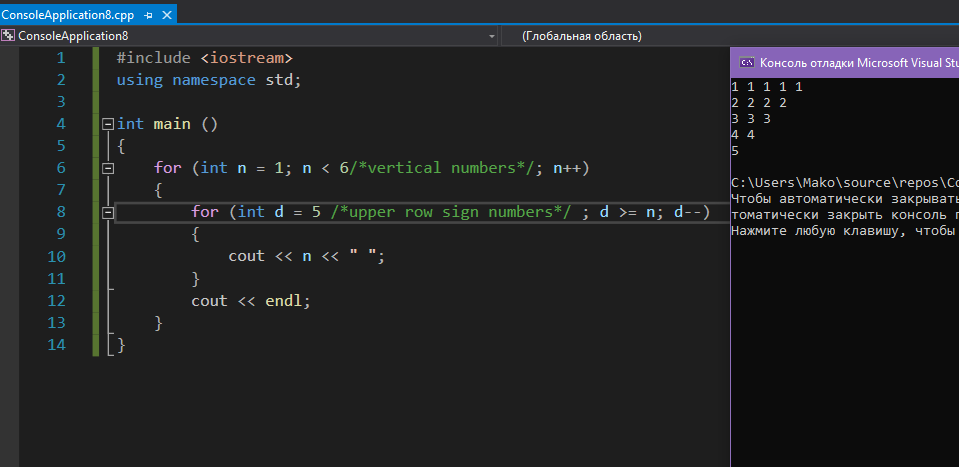 ConsoleApplication8.cpp
ConsoleApplication8
(Глобальная область)
1 #include <iostream>
2 using namespace std;
3
4 int main ()
5 {
6 for (int n = 1; n < 6/*vertical numbers*/; n++)
7 {
8 for (int d = 5 /*upper row sign numbers*/ ; d >= n; d--)
9 {
10 cout << n << " ";
11 }
12 cout << endl;
13 }
14 }
Консоль отладки Microsoft Visual Stu
1 1 1 1 1
2 2 2 2
3 3 3
4 4
5
C:\Users\Mako\source\repos\Co
Чтобы автоматически закрывать
томатически закрыть консоль п
Нажмите любую клавишу, чтобы